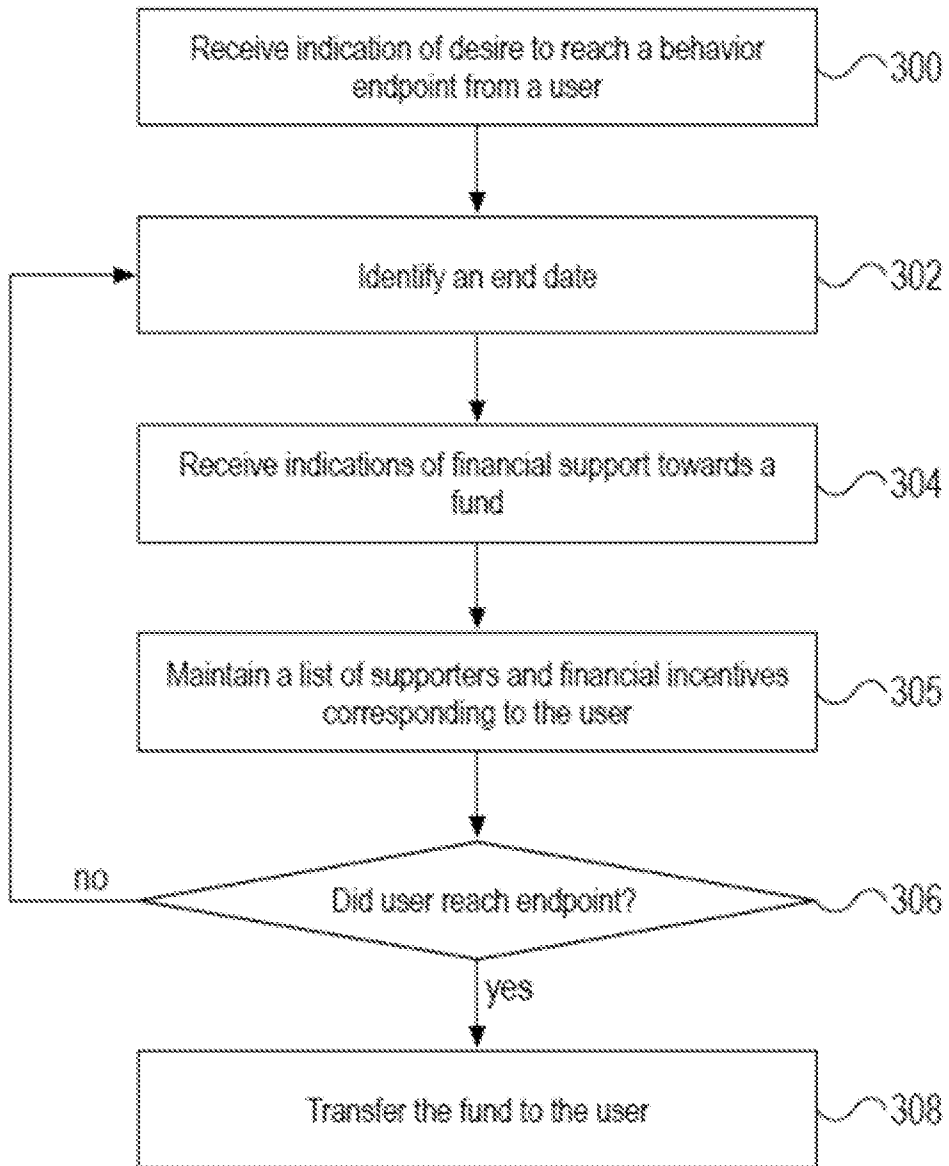 Receive indication of desire to reach a behavior
endpoint from a user
300
Identify an end date
302
Receive indications of financial support towards a
fund
304
Maintain a list of supporters and financial incentives
corresponding to the user
305
no
Did user reach endpoint?
306
yes
Transfer the fund to the user
308